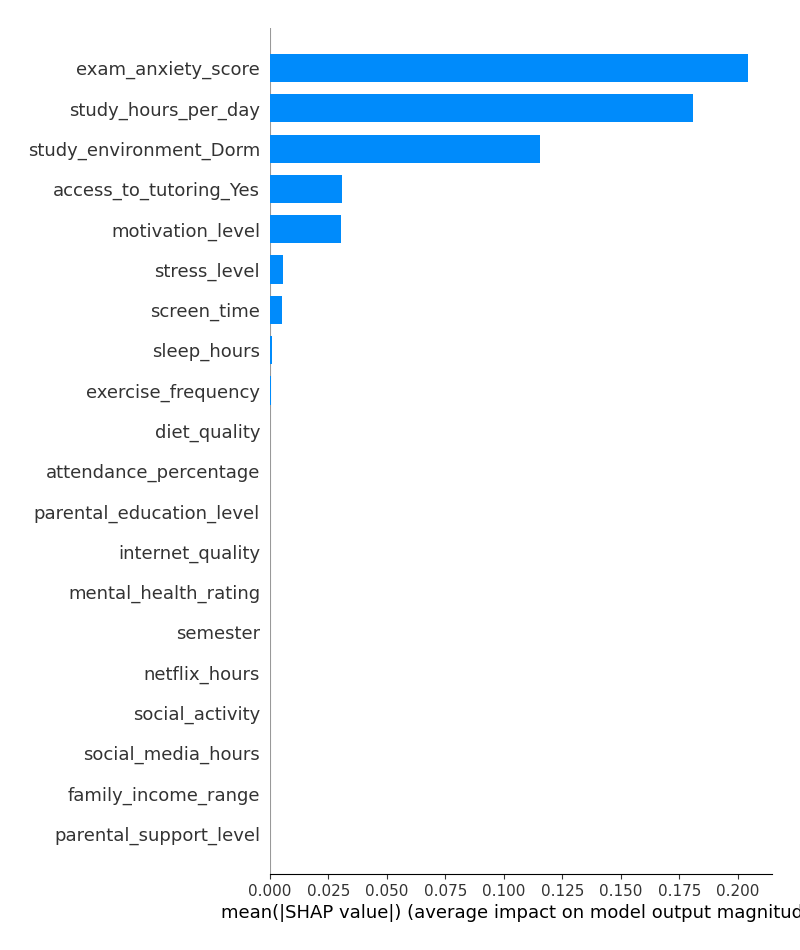 exam_anxiety_score
study_hours_per_day
study_environment_Dorm
access_to_tutoring_Yes
motivation_level
stress_level
screen_time
sleep_hours
exercise_frequency
diet_quality
attendance_percentage
parental_education_level
internet_quality
mental_health_rating
semester
netflix_hours
social_activity
social_media_hours
family_income_range
parental_support_level
0.000 0.025 0.050 0.075 0.100 0.125 0.150 0.175 0.200
mean(|SHAP value|) (average impact on model output magnitud